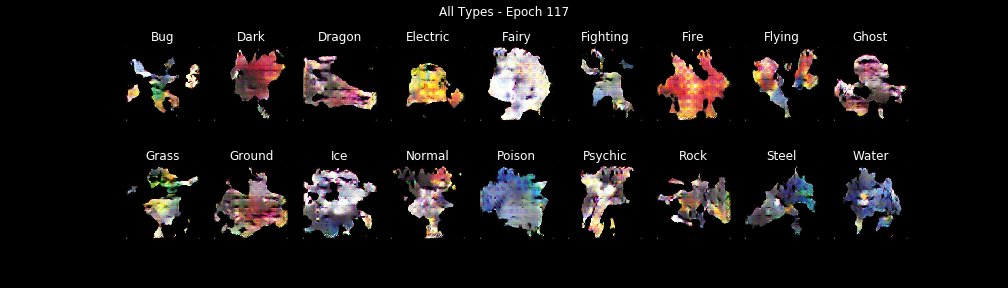 All Types - Epoch 117
Bug Dark Dragon Electric Fairy Fighting Fire Flying Ghost
Grass Ground Ice Normal Poison Psychic Rock Steel Water